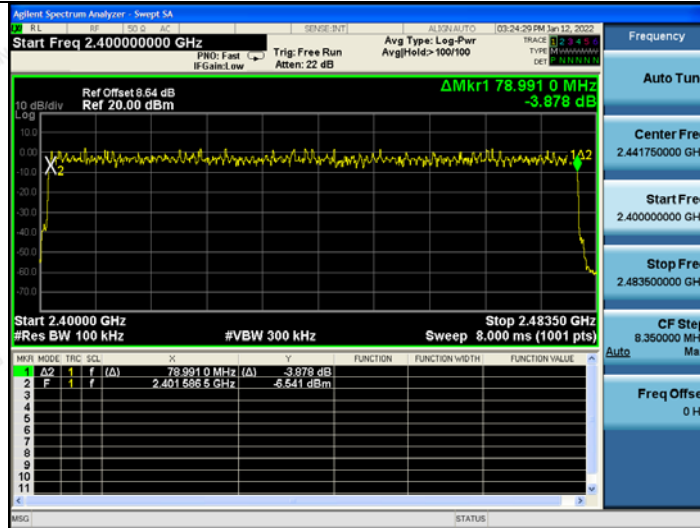 Agilent Spectrum Analyzer - Swept SA
RL RF 50 Ω AC SENSE:INT ALIGNAUTO 03:24:29 PM Jan 12, 2022
Start Freq 2.400000000 GHz
PNO: Fast
IFGain:Low
Trig: Free Run
Atten: 22 dB
Avg Type: Log-Pwr
Avg|Hold:>100/100
TRACE 1 2 3 4 5 6
TYPE M
DET P N N N N N
ΔMkr1 78.991 0 MHz
-3.878 dB
Ref Offset 8.64 dB
10 dB/div Ref 20.00 dBm
Log
10.0
0.00
-10.0
-20.0
-30.0
-40.0
-50.0
-60.0
-70.0
1Δ2
X2
Start 2.40000 GHz Stop 2.48350 GHz
#Res BW 100 kHz #VBW 300 kHz Sweep 8.000 ms (1001 pts)
MKR MODE TRC SCL X Y FUNCTION FUNCTION WIDTH FUNCTION VALUE
1 Δ2 1 f (Δ) 78.991 0 MHz (Δ) -3.878 dB
2 F 1 f 2.401 586 5 GHz -6.541 dBm
3
4
5
6
7
8
9
10
11
MSG STATUS
Frequency
Auto Tun
Center Fre
2.441750000 GH
Start Fre
2.400000000 GH
Stop Fre
2.483500000 GH
CF Step
8.350000 MH
Auto Ma
Freq Offse
0 H